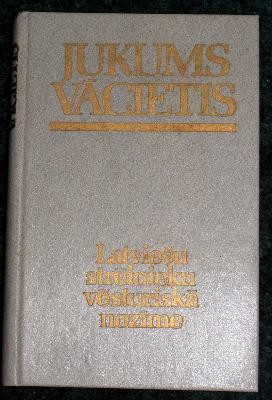 JUKUMS
VĀCIETIS
Latviešu
strēlnieku
vēsturiskā
nozīme